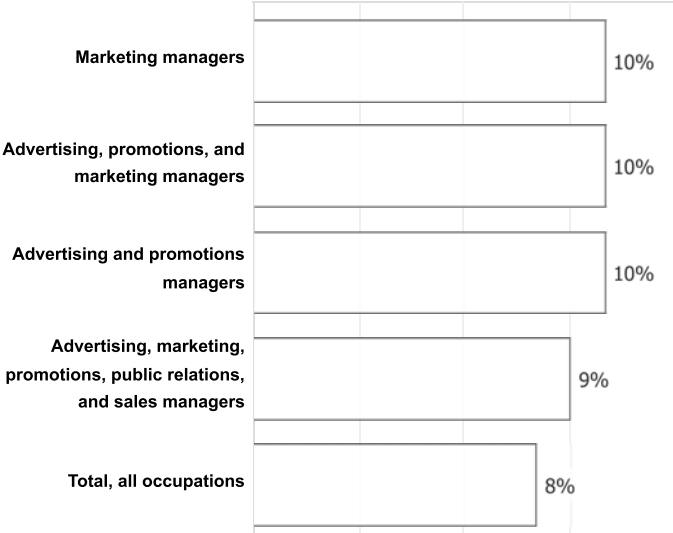 Marketing managers
10%
Advertising, promotions, and
marketing managers
10%
Advertising and promotions
managers
10%
Advertising, marketing,
promotions, public relations,
and sales managers
9%
Total, all occupations
8%